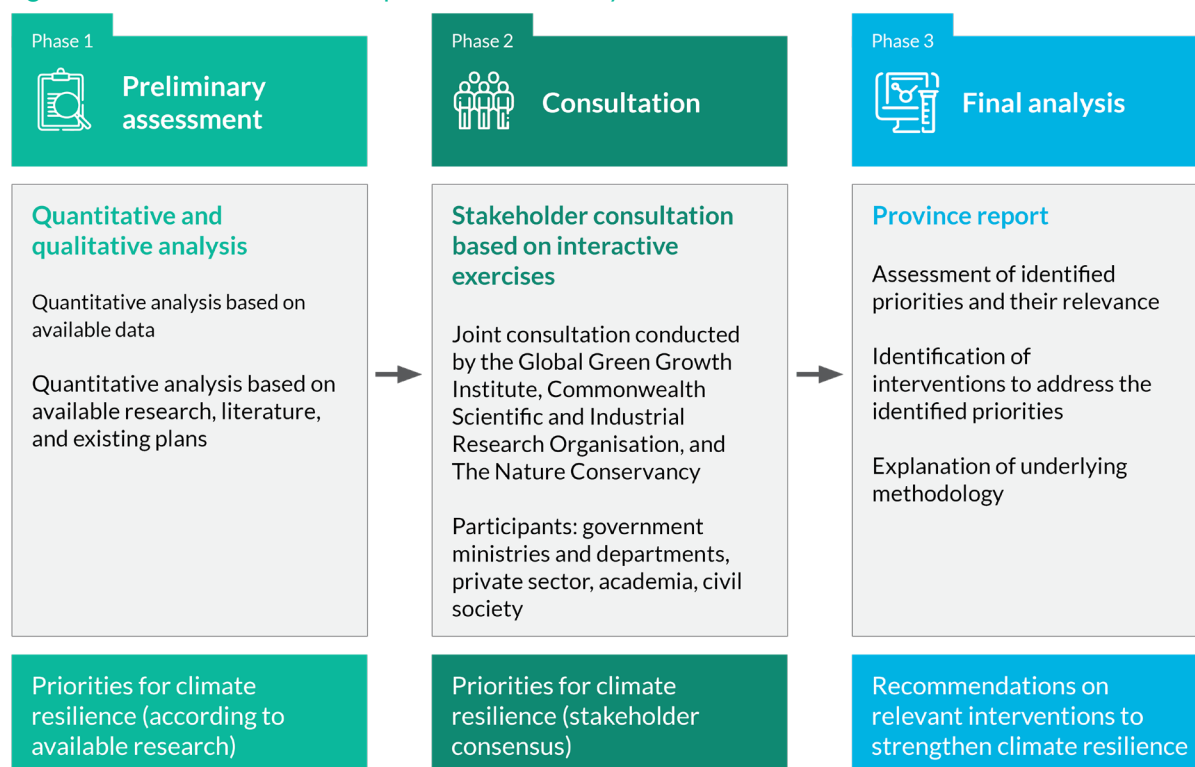 Phase 1
Preliminary
assessment
Quantitative and
qualitative analysis
Quantitative analysis based on
available data
Quantitative analysis based on
available research, literature,
and existing plans
Priorities for climate
resilience (according to
available research)
Phase 2
Consultation
Stakeholder consultation
based on interactive
exercises
Joint consultation conducted
by the Global Green Growth
Institute, Commonwealth
Scientific and Industrial
Research Organisation, and
The Nature Conservancy
Participants: government
ministries and departments,
private sector, academia, civil
society
Priorities for climate
resilience (stakeholder
consensus)
Phase 3
Final analysis
Province report
Assessment of identified
priorities and their relevance
Identification of
interventions to address the
identified priorities
Explanation of underlying
methodology
Recommendations on
relevant interventions to
strengthen climate resilience